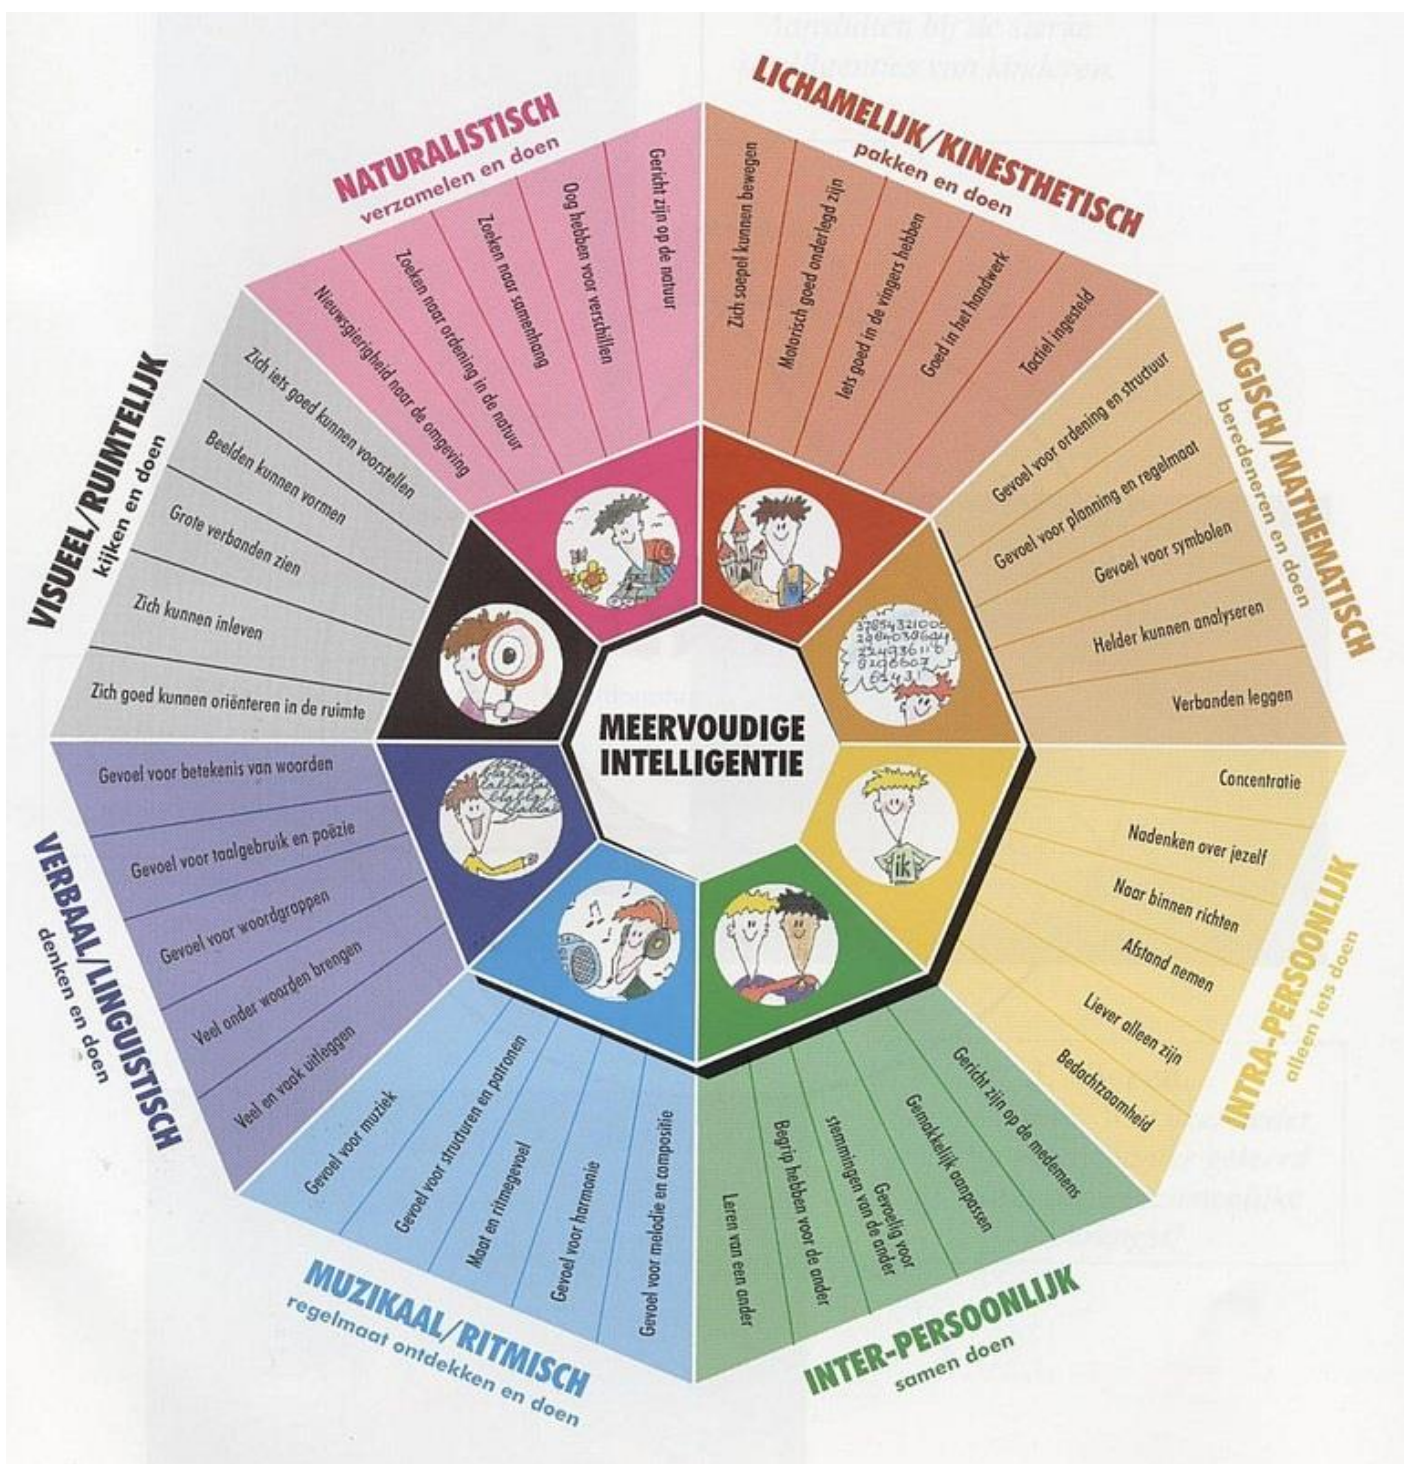 MEERVOUDIGE
INTELLIGENTIE
LICHAMELIJK/KINESTHETISCH
pakken en doen
Zich soepel kunnen bewegen
Motorisch goed onderlegd zijn
Iets goed in de vingers hebben
Goed in het handwerk
Tactiel ingesteld
LOGISCH/MATHEMATISCH
beredeneren en doen
Gevoel voor ordening en structuur
Gevoel voor planning en regelmaat
Gevoel voor symbolen
Helder kunnen analyseren
Verbanden leggen
INTRA-PERSOONLIJK
alleen iets doen
Concentratie
Nadenken over jezelf
Naar binnen richten
Afstand nemen
Liever alleen zijn
Bedachtzaamheid
ik
INTER-PERSOONLIJK
samen doen
Gericht zijn op de medemens
Gemakkelijk aanpassen
Gevoelig voor
stemmingen van de ander
Begrip hebben voor de ander
Leren van een ander
MUZIKAAL/RITMISCH
regelmaat ontdekken en doen
Gevoel voor melodie en compositie
Gevoel voor harmonie
Maat en ritmegevoel
Gevoel voor structuren en patronen
Gevoel voor muziek
VERBAAL/LINGUISTISCH
denken en doen
Veel en vaak uitleggen
Veel onder woorden brengen
Gevoel voor woordgrappen
Gevoel voor taalgebruik en poëzie
Gevoel voor betekenis van woorden
VISUEEL/RUIMTELIJK
kijken en doen
Zich goed kunnen oriënteren in de ruimte
Zich kunnen inleven
Grote verbanden zien
Beelden kunnen vormen
Zich iets goed kunnen voorstellen
NATURALISTISCH
verzamelen en doen
Nieuwsgierigheid naar de omgeving
Zoeken naar ordening in de natuur
Zoeken naar samenhang
Oog hebben voor verschillen
Gericht zijn op de natuur